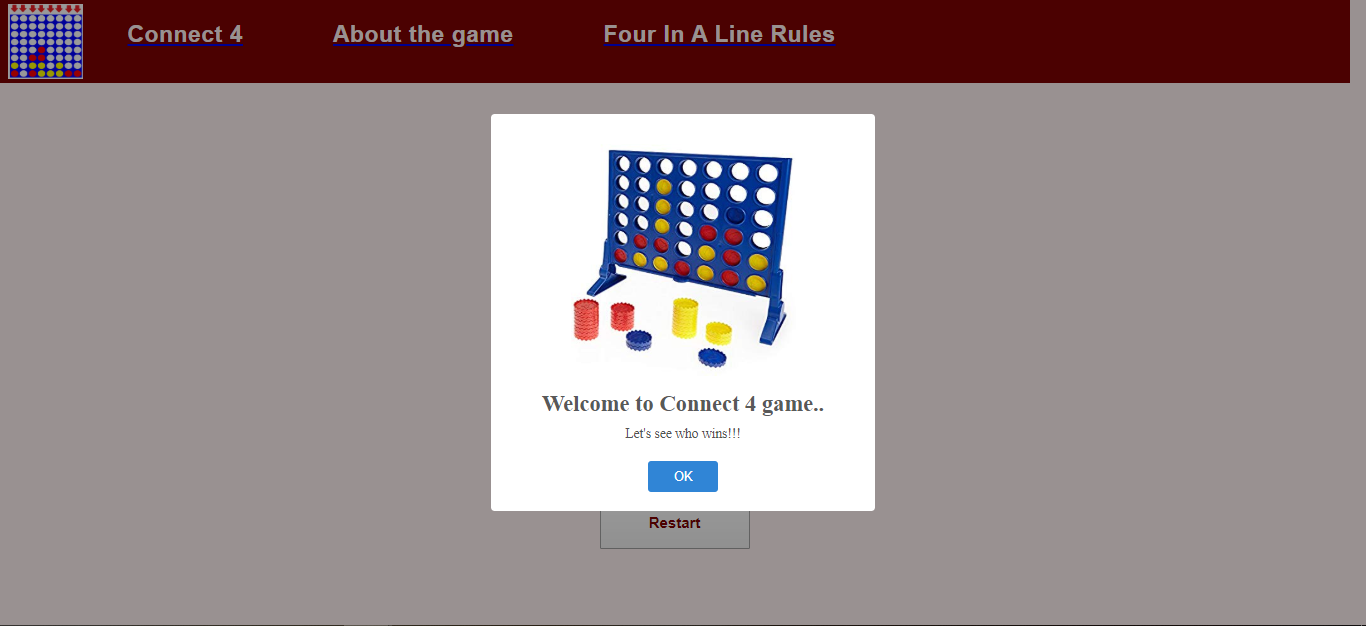 Connect 4
About the game
Four In A Line Rules
Welcome to Connect 4 game..
Let's see who wins!!!
OK
Restart